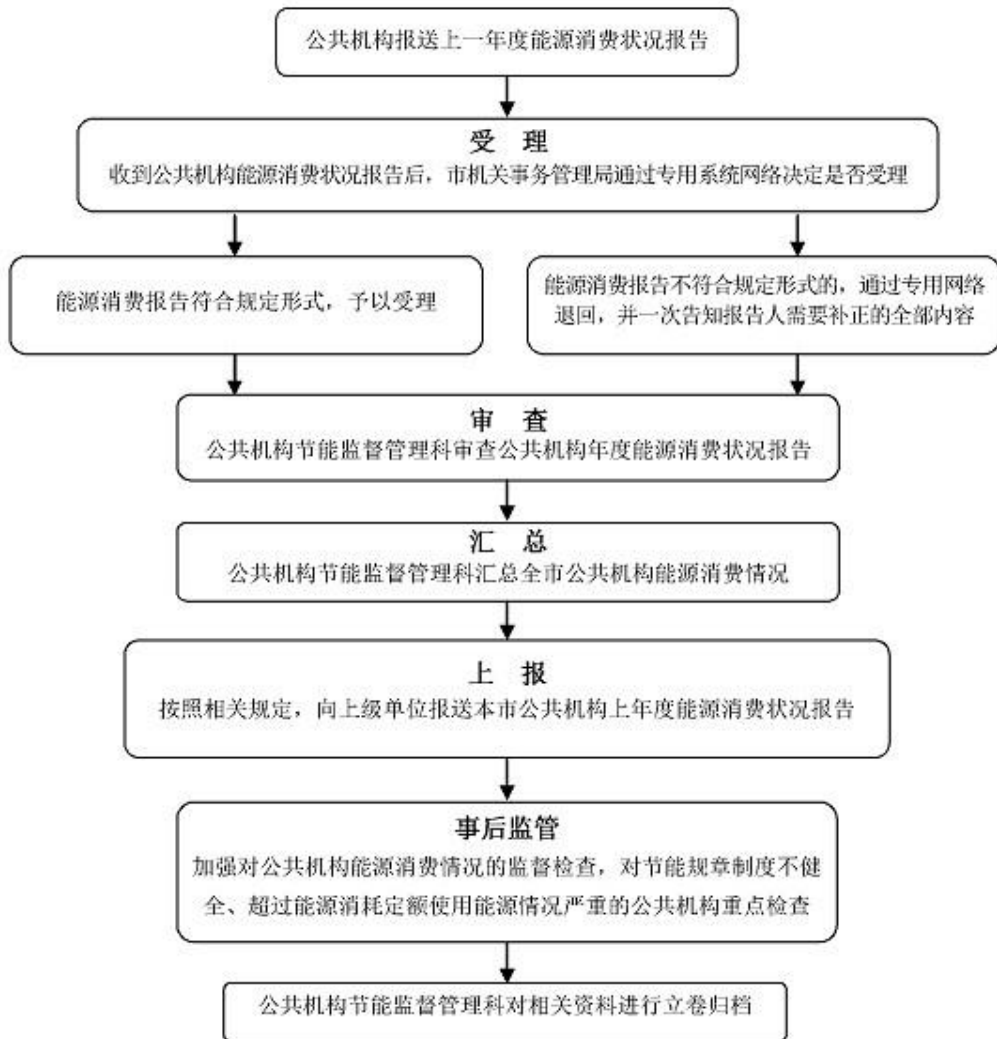 公共机构报送上一年度能源消费状况报告
受 理
收到公共机构能源消费状况报告后，市机关事务管理局通过专用系统网络决定是否受理
能源消费报告符合规定形式，予以受理
能源消费报告不符合规定形式的，通过专用网络
退回，并一次告知报告人需要补正的全部内容
审 查
公共机构节能监督管理科审查公共机构年度能源消费状况报告
汇 总
公共机构节能监督管理科汇总全市公共机构能源消费情况
上 报
按照相关规定，向上级单位报送本市公共机构上年度能源消费状况报告
事后监管
加强对公共机构能源消费情况的监督检查，对节能规章制度不健
全、超过能源消耗定额使用能源情况严重的公共机构重点检查
公共机构节能监督管理科对相关资料进行立卷归档